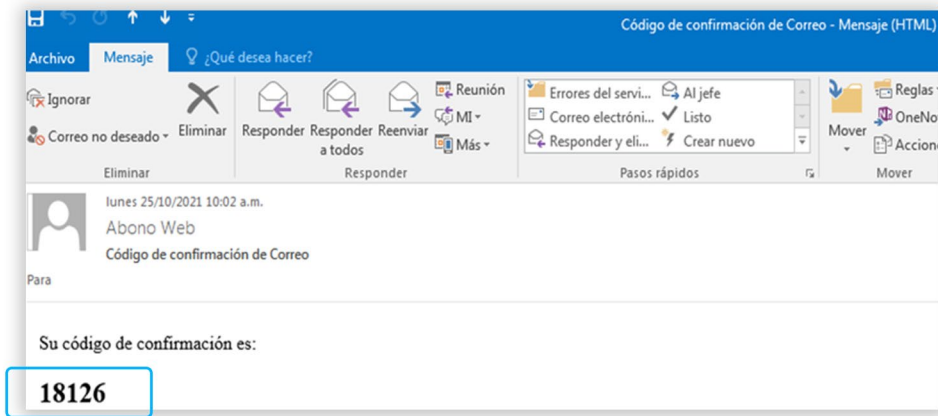 Código de confirmación de Correo - Mensaje (HTML)
Archivo Mensaje ¿Qué desea hacer?
Ignorar
Correo no deseado
Eliminar
Responder
Responder a todos
Reenviar
Reunión
MI
Más
Errores del servi... Al jefe
Correo electróni... Listo
Responder y eli... Crear nuevo
Mover
Reglas
Eliminar Responder Pasos rápidos Mover
lunes 25/10/2021 10:02 a.m.
Abono Web
Código de confirmación de Correo
Para
Su código de confirmación es:
18126